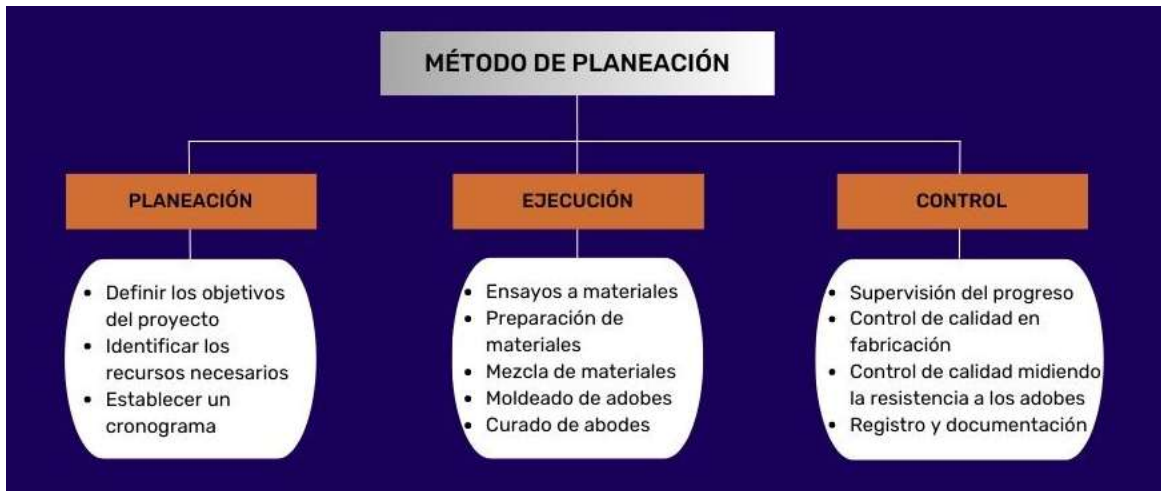 MÉTODO DE PLANEACIÓN
PLANEACIÓN
• Definir los objetivos
del proyecto
• Identificar los
recursos necesarios
• Establecer un
cronograma
EJECUCIÓN
• Ensayos a materiales
• Preparación de
materiales
• Mezcla de materiales
• Moldeado de adobes
• Curado de abodes
CONTROL
• Supervisión del progreso
• Control de calidad en
fabricación
• Control de calidad midiendo
la resistencia a los adobes
• Registro y documentación